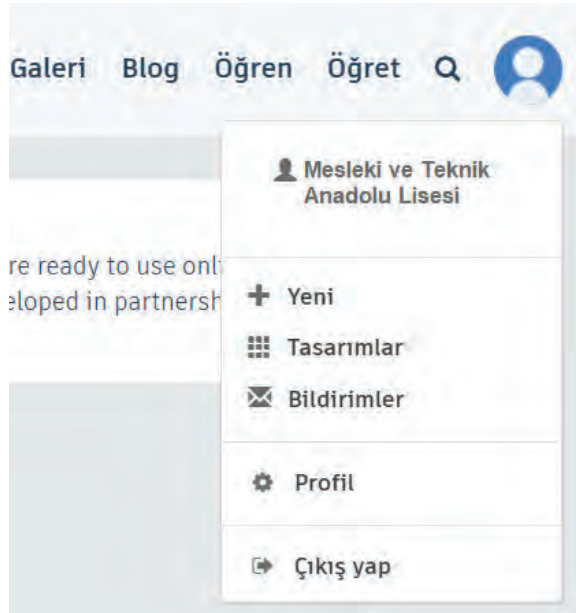 Galeri Blog Öğren Öğret
Mesleki ve Teknik
Anadolu Lisesi
re ready to use onl
eloped in partnersh
Yeni
Tasarımlar
Bildirimler
Profil
Çıkış yap